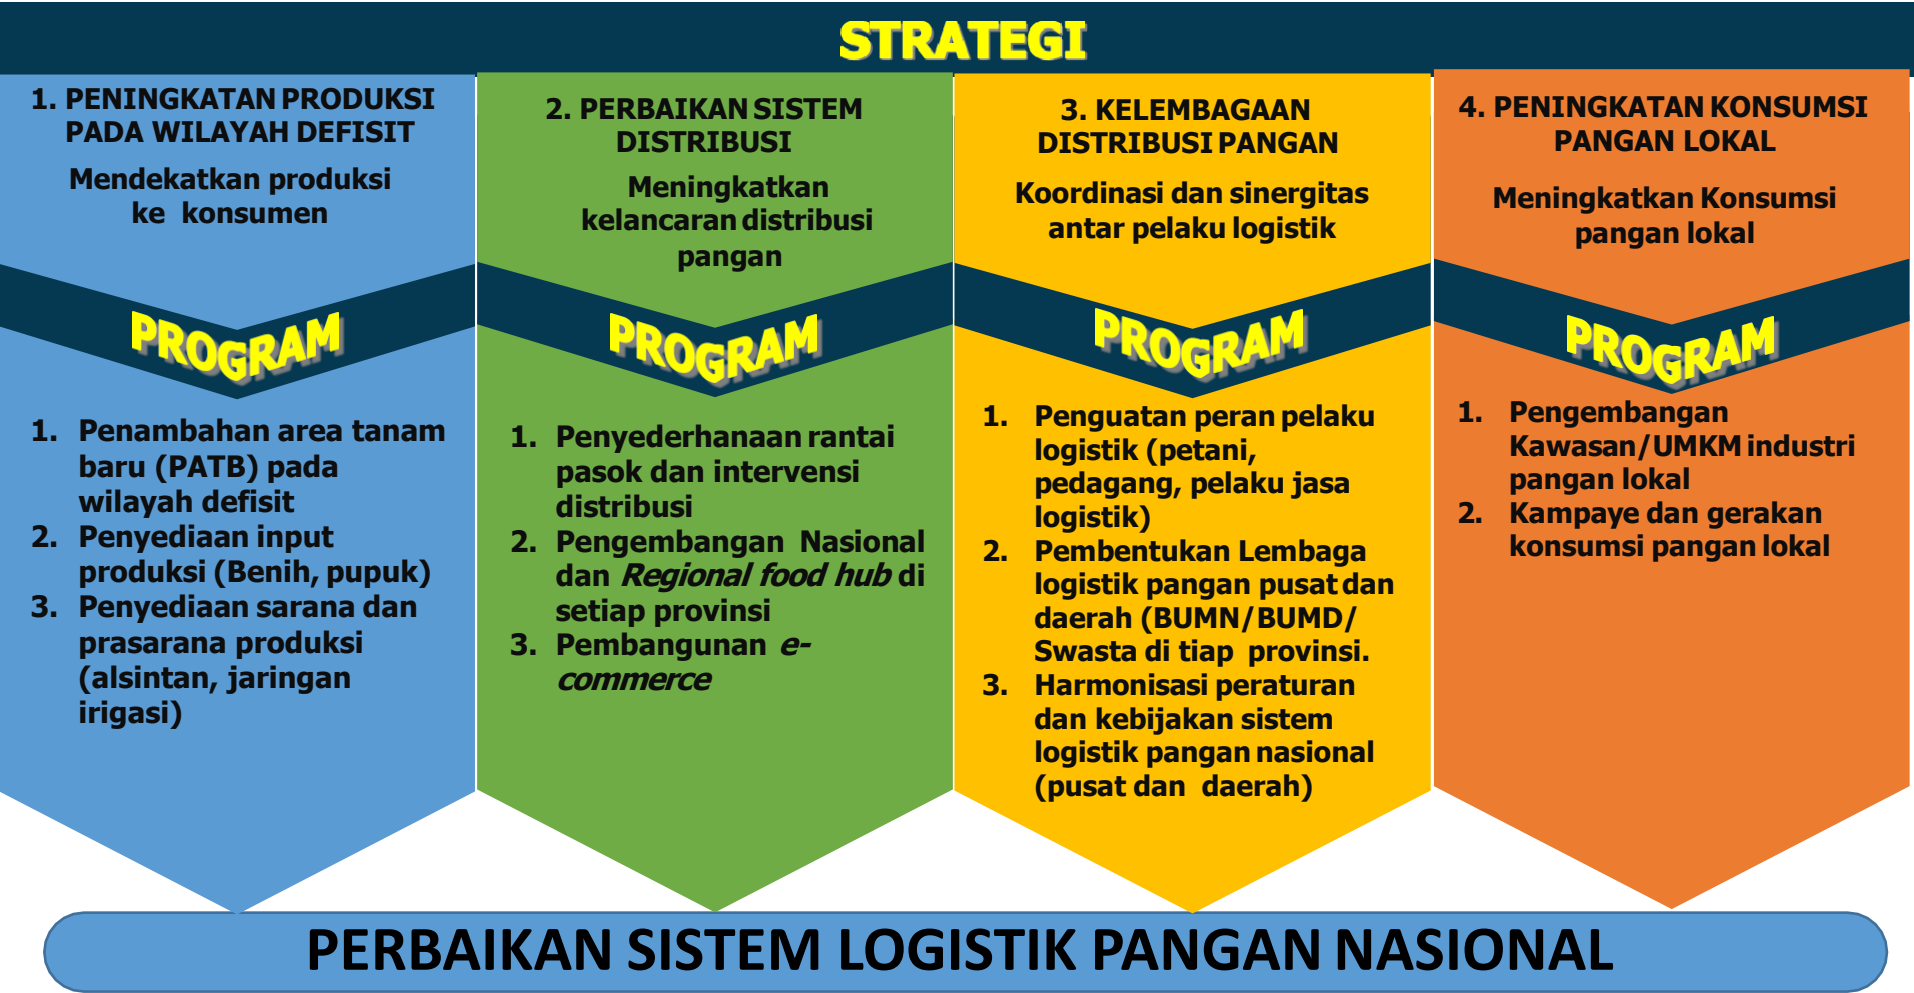 STRATEGI
1. PENINGKATAN PRODUKSI
PADA WILAYAH DEFISIT
Mendekatkan produksi
ke konsumen
PROGRAM
1. Penambahan area tanam
baru (PATB) pada
wilayah defisit
2. Penyediaan input
produksi (Benih, pupuk)
3. Penyediaan sarana dan
prasarana produksi
(alsintan, jaringan
irigasi)
2. PERBAIKAN SISTEM
DISTRIBUSI
Meningkatkan
kelancaran distribusi
pangan
PROGRAM
1. Penyederhanaan rantai
pasok dan intervensi
distribusi
2. Pengembangan Nasional
dan Regional food hub di
setiap provinsi
3. Pembangunan e-
commerce
3. KELEMBAGAAN
DISTRIBUSI PANGAN
Koordinasi dan sinergitas
antar pelaku logistik
PROGRAM
1. Penguatan peran pelaku
logistik (petani,
pedagang, pelaku jasa
logistik)
2. Pembentukan Lembaga
logistik pangan pusat dan
daerah (BUMN/BUMD/
Swasta di tiap provinsi.
3. Harmonisasi peraturan
dan kebijakan sistem
logistik pangan nasional
(pusat dan daerah)
4. PENINGKATAN KONSUMSI
PANGAN LOKAL
Meningkatkan Konsumsi
pangan lokal
PROGRAM
1. Pengembangan
Kawasan/UMKM industri
pangan lokal
2. Kampaye dan gerakan
konsumsi pangan lokal
PERBAIKAN SISTEM LOGISTIK PANGAN NASIONAL